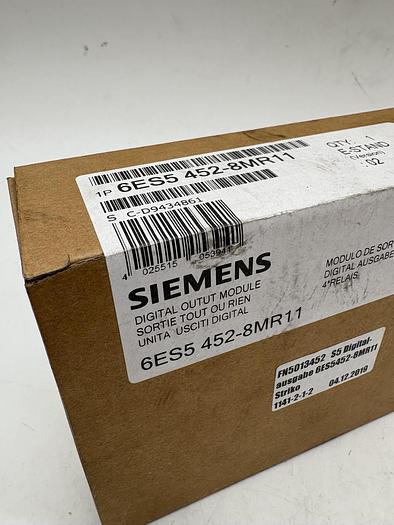 1P 6ES5 452-8MR11
QTY. 1
E-STAND
(Version)
02
S C-D9434861
4 025515 053941
SIEMENS
DIGITAL OUTUT MODULE
SORTIE TOUT OU RIEN
UNITA USCITI DIGITAL
MODULO DE SOR
DIGITAL AUSGABE
4*RELAIS,
6ES5 452-8MR11
FN5013452 S5 Digital-
ausgabe 6ES5452-8MR11
Striko
1141-2-1-2 04.12.2019